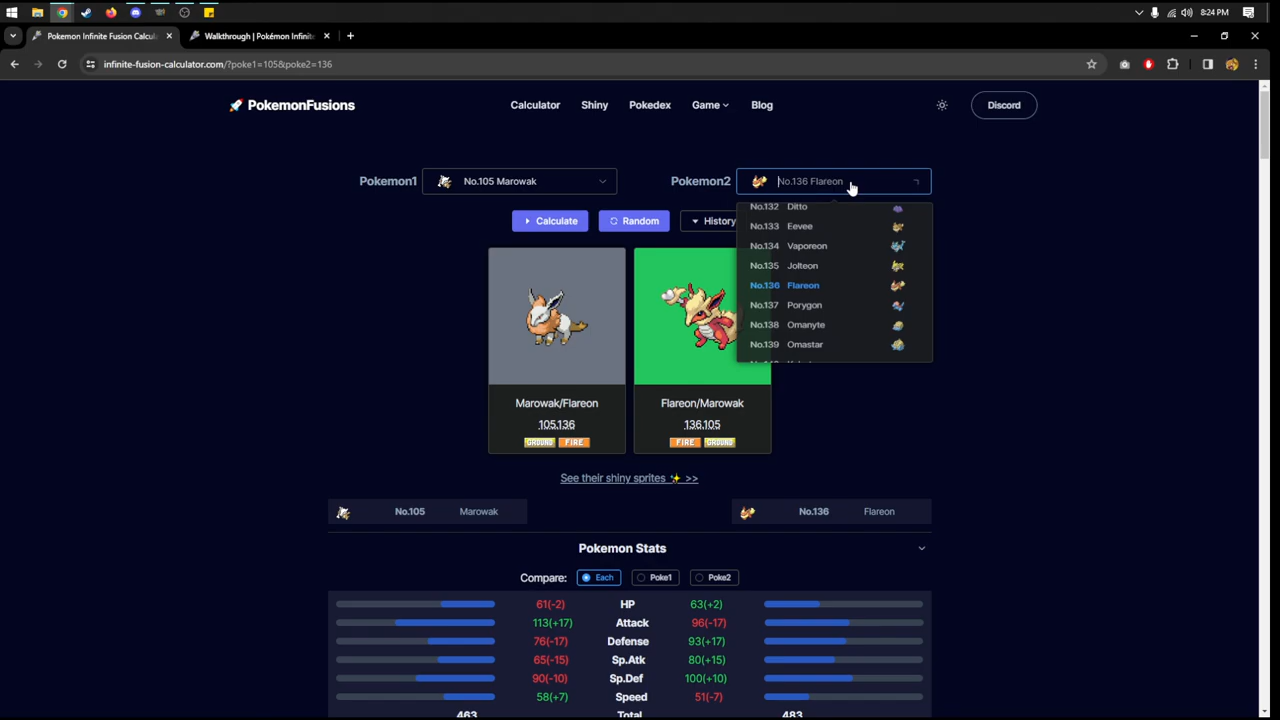 8:24 PM
Pokemon Infinite Fusion Calcul
Walkthrough | Pokémon Infinite
infinite-fusion-calculator.com/?poke1=105&poke2=136
PokemonFusions
Calculator Shiny Pokedex Game Blog
Discord
Pokemon1 No.105 Marowak
Pokemon2 No.136 Flareon
Calculate Random History
No.132 Ditto
No.133 Eevee
No.134 Vaporeon
No.135 Jolteon
No.136 Flareon
No.137 Porygon
No.138 Omanyte
No.139 Omastar
Marowak/Flareon
105.136
GROUND FIRE
Flareon/Marowak
136.105
FIRE GROUND
See their shiny sprites ✨ >>
No.105 Marowak
No.136 Flareon
Pokemon Stats
Compare: Each Poke1 Poke2
61(-2) HP 63(+2)
113(+17) Attack 96(-17)
76(-17) Defense 93(+17)
65(-15) Sp.Atk 80(+15)
90(-10) Sp.Def 100(+10)
58(+7) Speed 51(-7)
463 Total 483